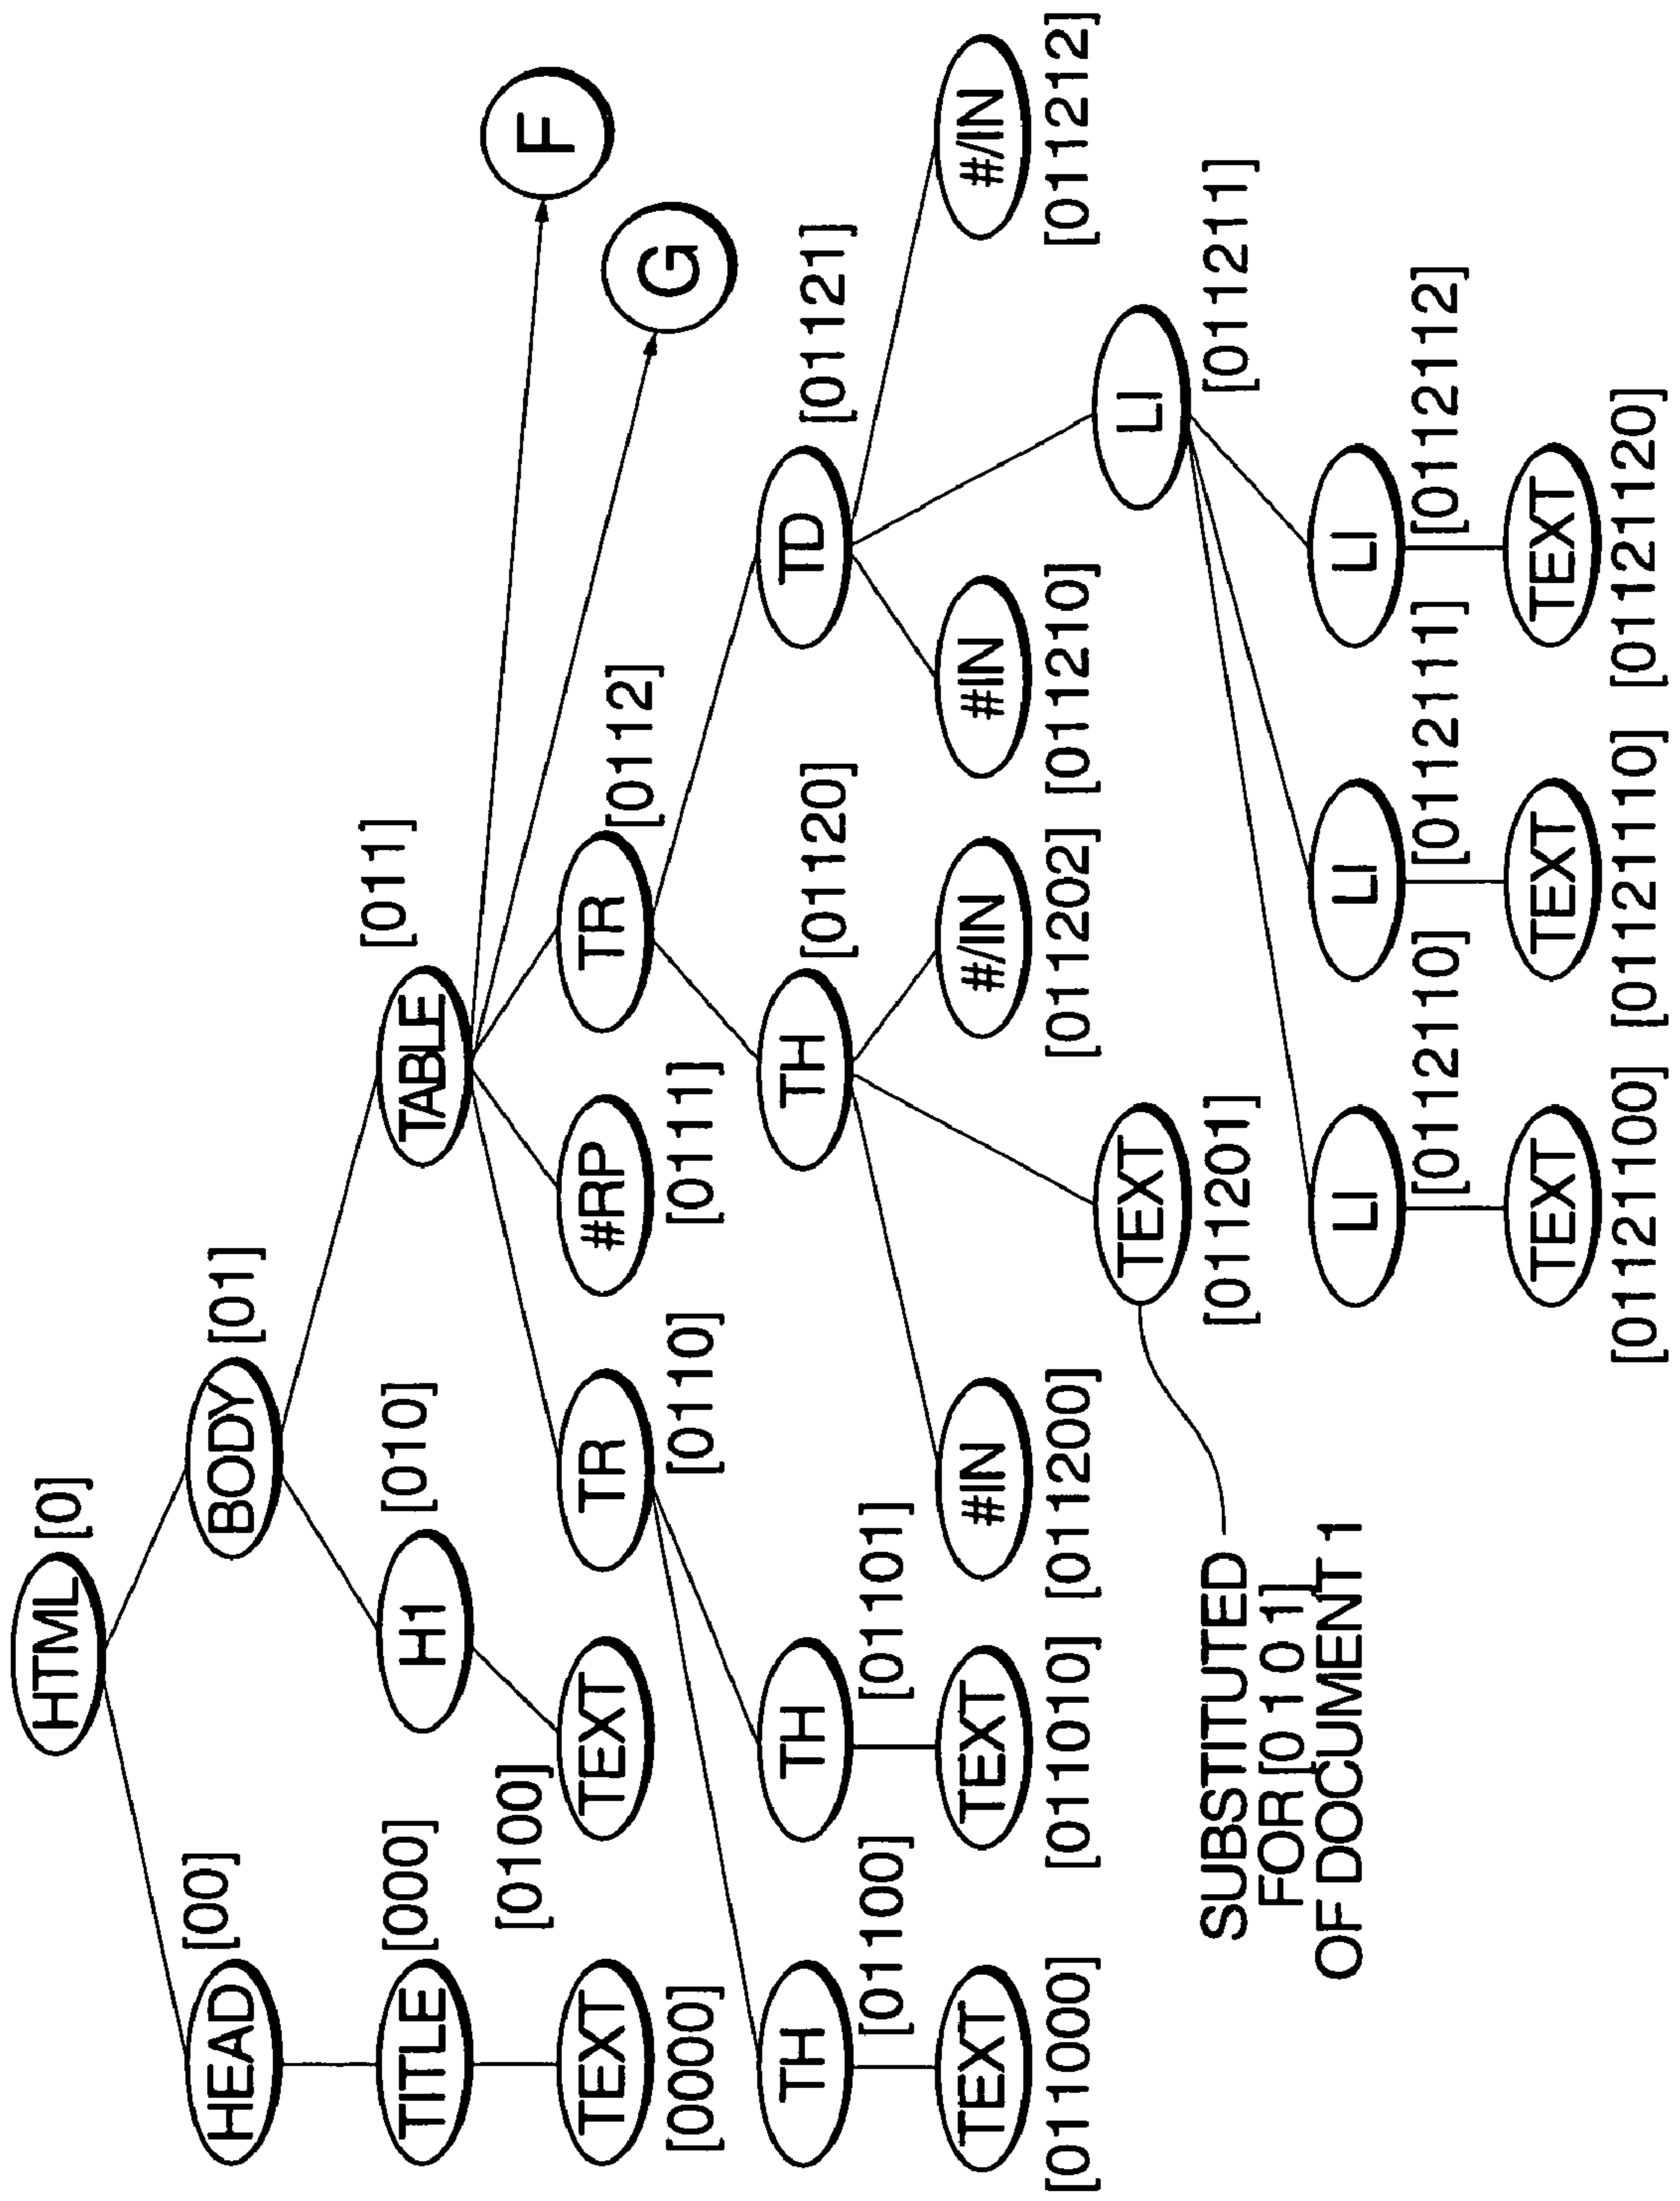 HTML [0]
HEAD [00]
BODY [01]
TITLE [000]
H1 [010]
TABLE [011]
F
G
TEXT [0000]
TEXT [0100]
TR [0110]
#RP [0111]
TR [0112]
TH [01100]
TH [01101]
TH [01120]
TD [01121]
TEXT [011000]
TEXT [011010]
#IN [011200]
#/IN [011202]
#IN [011210]
#/IN [011212]
TEXT [011201]
LI [011211]
SUBSTITUTED
FOR [0101]
OF DOCUMENT 1
LI [0112110]
LI [0112111]
LI [0112112]
TEXT [01121100]
TEXT [01121110]
TEXT [01121120]